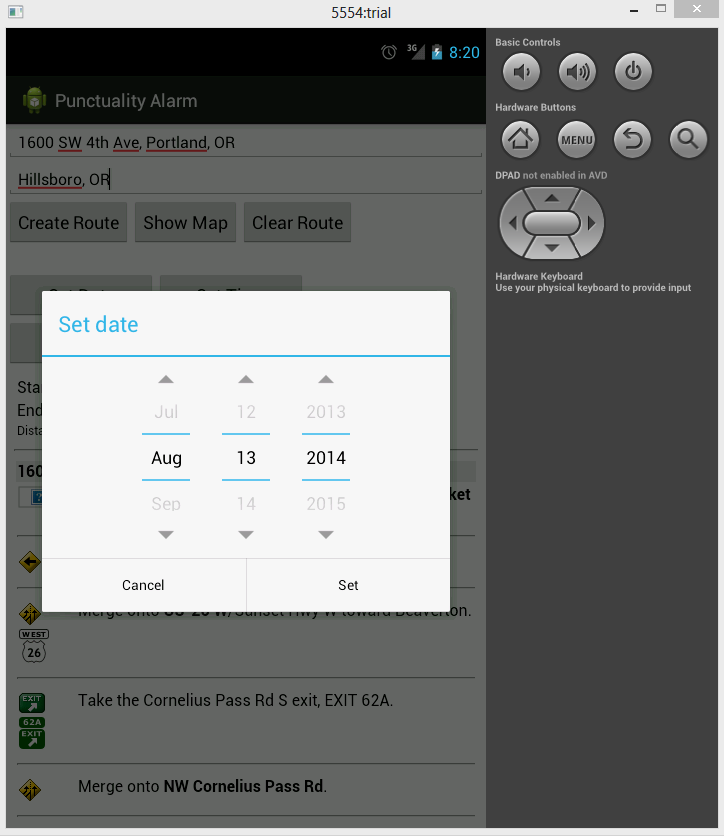 5554:trial
3G 8:20
Punctuality Alarm
1600 SW 4th Ave, Portland, OR
Hillsboro, OR
Create Route Show Map Clear Route
Set date
Jul 12 2013
Aug 13 2014
Sep 14 2015
Cancel Set
Sta
End
Dista
160
ket
Merge onto US-26 W/Sunset Hwy W toward Beaverton.
WEST
26
EXIT
62A
EXIT
Take the Cornelius Pass Rd S exit, EXIT 62A.
Merge onto NW Cornelius Pass Rd.
Basic Controls
Hardware Buttons
MENU
DPAD not enabled in AVD
Hardware Keyboard
Use your physical keyboard to provide input